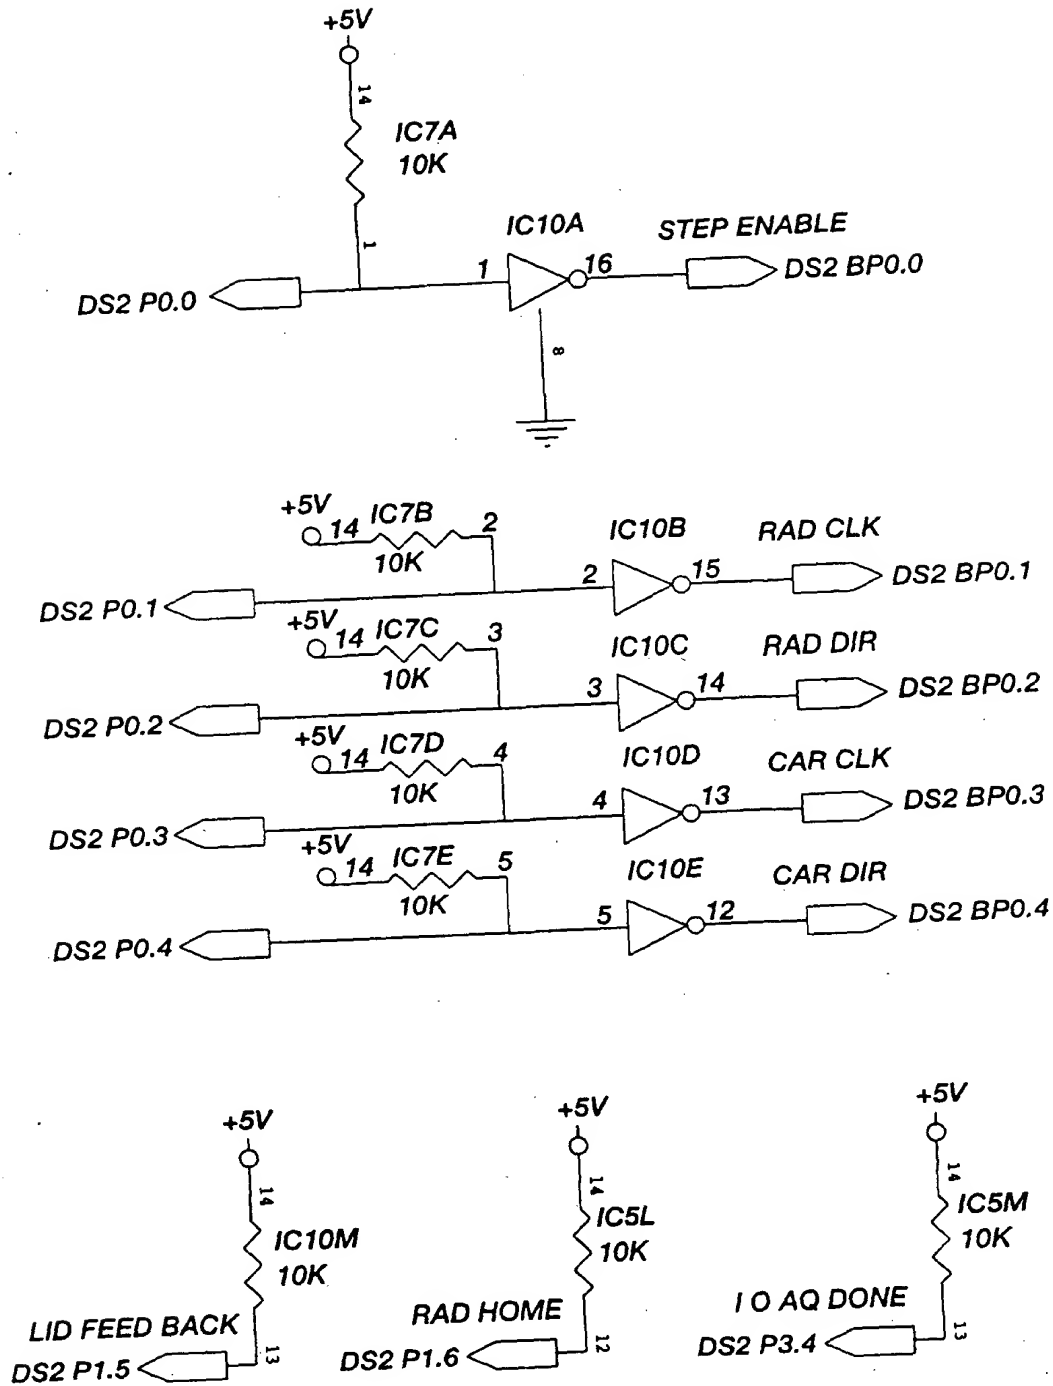 +5V
14
IC7A
10K
1
IC10A
STEP ENABLE
1
16
DS2 P0.0
DS2 BP0.0
8
+5V
14
IC7B
2
10K
IC10B
RAD CLK
2
15
DS2 P0.1
DS2 BP0.1
+5V
14
IC7C
3
10K
IC10C
RAD DIR
3
14
DS2 P0.2
DS2 BP0.2
+5V
14
IC7D
4
10K
IC10D
CAR CLK
4
13
DS2 P0.3
DS2 BP0.3
+5V
14
IC7E
5
10K
IC10E
CAR DIR
5
12
DS2 P0.4
DS2 BP0.4
+5V
14
IC10M
10K
LID FEED BACK
13
DS2 P1.5
+5V
14
IC5L
10K
RAD HOME
12
DS2 P1.6
+5V
14
IC5M
10K
I O AQ DONE
13
DS2 P3.4